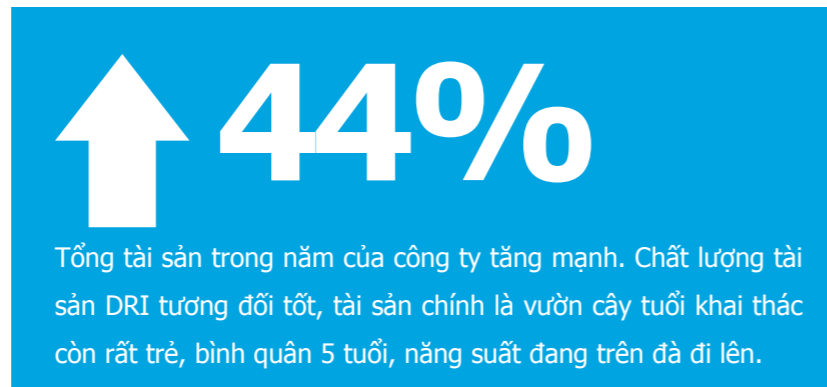 44%
Tổng tài sản trong năm của công ty tăng mạnh. Chất lượng tài
sản DRI tương đối tốt, tài sản chính là vườn cây tuổi khai thác
còn rất trẻ, bình quân 5 tuổi, năng suất đang trên đà đi lên.